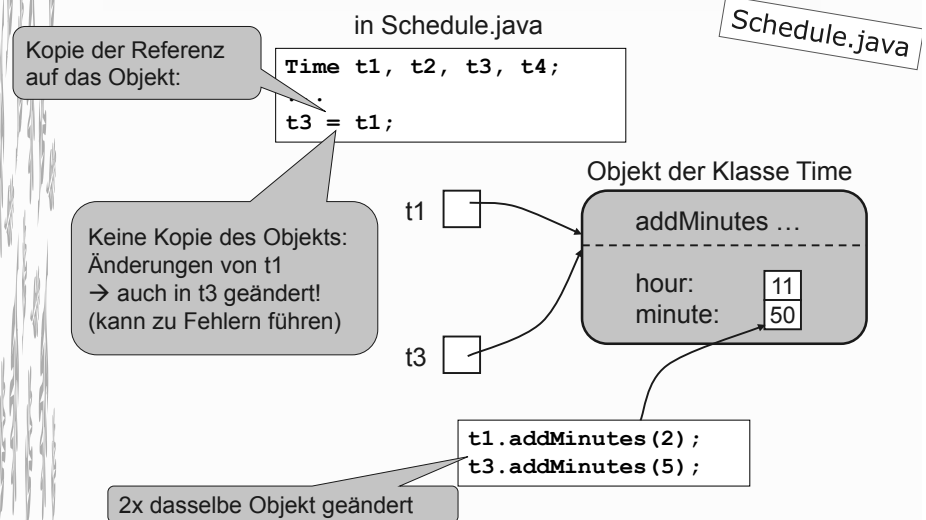 in Schedule.java
Schedule.java
Kopie der Referenz
auf das Objekt:
Time t1, t2, t3, t4;
. .
t3 = t1;
Keine Kopie des Objekts:
Änderungen von t1
→ auch in t3 geändert!
(kann zu Fehlern führen)
Objekt der Klasse Time
t1
addMinutes …
hour: 11
minute: 50
t3
t1.addMinutes(2);
t3.addMinutes(5);
2x dasselbe Objekt geändert